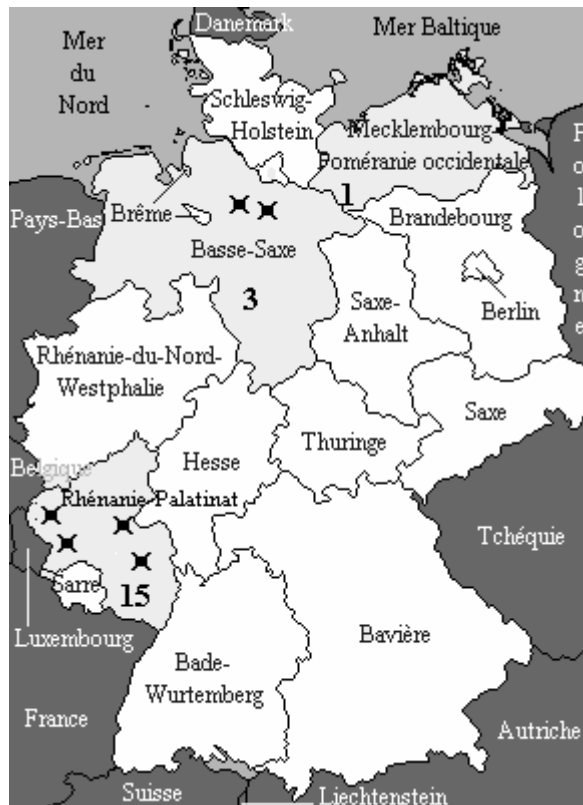 Danemark
Mer
du
Nord
Mer Baltique
Schleswig-
Holstein
Mecklembourg
Poméranie occidentale
1
Pays-Bas
Brême
Brandebourg
Basse-Saxe
3
Saxe-
Anhalt
Berlin
P
o
l
o
g
n
e
Rhénanie-du-Nord-
Westphalie
Saxe
Thuringe
Hesse
Belgique
Rhénanie-Palatinat
Tchéquie
Sarre
15
Luxembourg
Bavière
Bade-
Wurtemberg
France
Autriche
Suisse
Liechtenstein